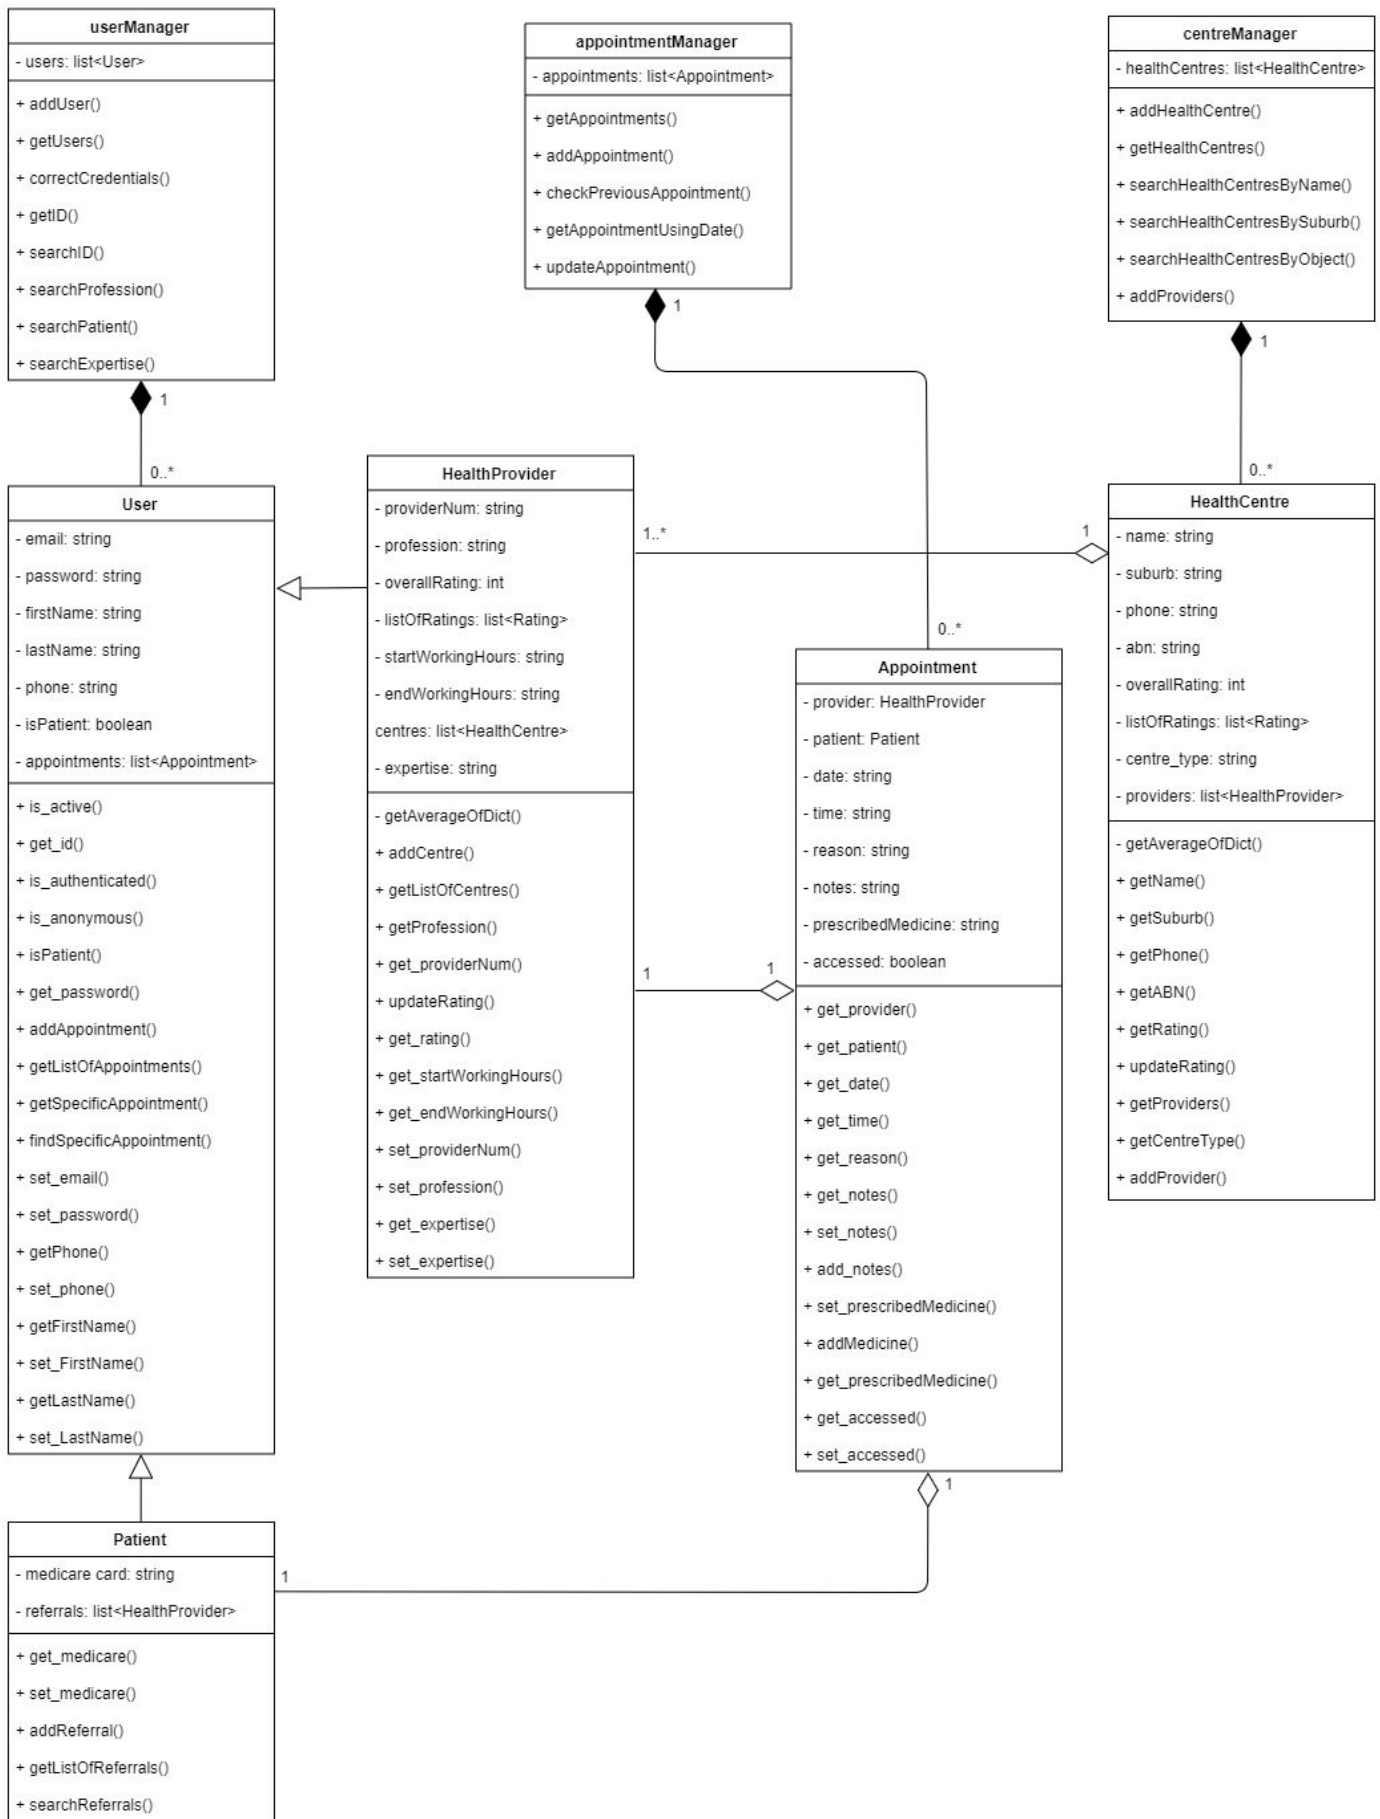 userManager
- users: list<User>
+ addUser()
+ getUsers()
+ correctCredentials()
+ getID()
+ searchID()
+ searchProfession()
+ searchPatient()
+ searchExpertise()
1
0..*
appointmentManager
- appointments: list<Appointment>
+ getAppointments()
+ addAppointment()
+ checkPreviousAppointment()
+ getAppointmentUsingDate()
+ updateAppointment()
1
0..*
centreManager
- healthCentres: list<HealthCentre>
+ addHealthCentre()
+ getHealthCentres()
+ searchHealthCentresByName()
+ searchHealthCentresBySuburb()
+ searchHealthCentresByObject()
+ addProviders()
1
0..*
User
- email: string
- password: string
- firstName: string
- lastName: string
- phone: string
- isPatient: boolean
- appointments: list<Appointment>
+ is_active()
+ get_id()
+ is_authenticated()
+ is_anonymous()
+ isPatient()
+ get_password()
+ addAppointment()
+ getListOfAppointments()
+ getSpecificAppointment()
+ findSpecificAppointment()
+ set_email()
+ set_password()
+ getPhone()
+ set_phone()
+ getFirstName()
+ set_FirstName()
+ getLastName()
+ set_LastName()
HealthProvider
- providerNum: string
- profession: string
- overallRating: int
- listOfRatings: list<Rating>
- startWorkingHours: string
- endWorkingHours: string
centres: list<HealthCentre>
- expertise: string
- getAverageOfDict()
+ addCentre()
+ getListOfCentres()
+ getProfession()
+ get_providerNum()
+ updateRating()
+ get_rating()
+ get_startWorkingHours()
+ get_endWorkingHours()
+ set_providerNum()
+ set_profession()
+ get_expertise()
+ set_expertise()
1..*
1
1
1
Appointment
- provider: HealthProvider
- patient: Patient
- date: string
- time: string
- reason: string
- notes: string
- prescribedMedicine: string
- accessed: boolean
+ get_provider()
+ get_patient()
+ get_date()
+ get_time()
+ get_reason()
+ get_notes()
+ set_notes()
+ add_notes()
+ set_prescribedMedicine()
+ addMedicine()
+ get_prescribedMedicine()
+ get_accessed()
+ set_accessed()
1
HealthCentre
- name: string
- suburb: string
- phone: string
- abn: string
- overallRating: int
- listOfRatings: list<Rating>
- centre_type: string
- providers: list<HealthProvider>
- getAverageOfDict()
+ getName()
+ getSuburb()
+ getPhone()
+ getABN()
+ getRating()
+ updateRating()
+ getProviders()
+ getCentreType()
+ addProvider()
Patient
- medicare card: string
- referrals: list<HealthProvider>
+ get_medicare()
+ set_medicare()
+ addReferral()
+ getListOfReferrals()
+ searchReferrals()
1